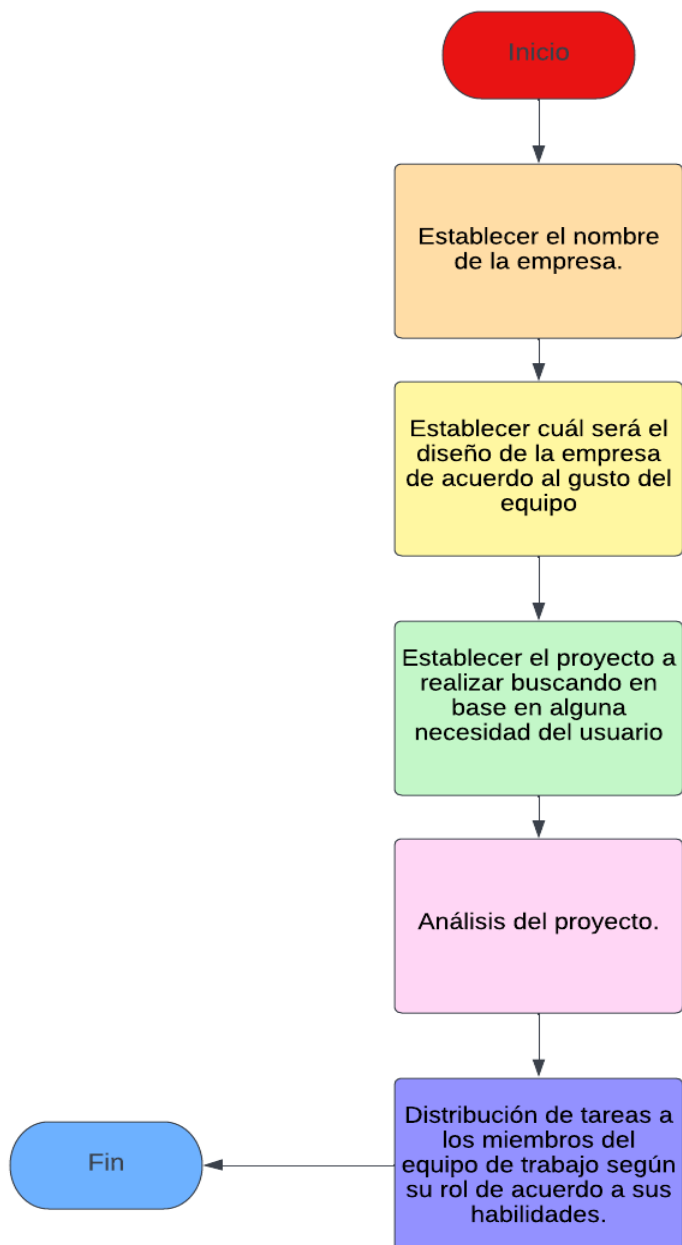 Inicio
Establecer el nombre
de la empresa.
Establecer cuál será el
diseño de la empresa
de acuerdo al gusto del
equipo
Establecer el proyecto a
realizar buscando en
base en alguna
necesidad del usuario
Análisis del proyecto.
Distribución de tareas a
los miembros del
equipo de trabajo según
su rol de acuerdo a sus
habilidades.
Fin